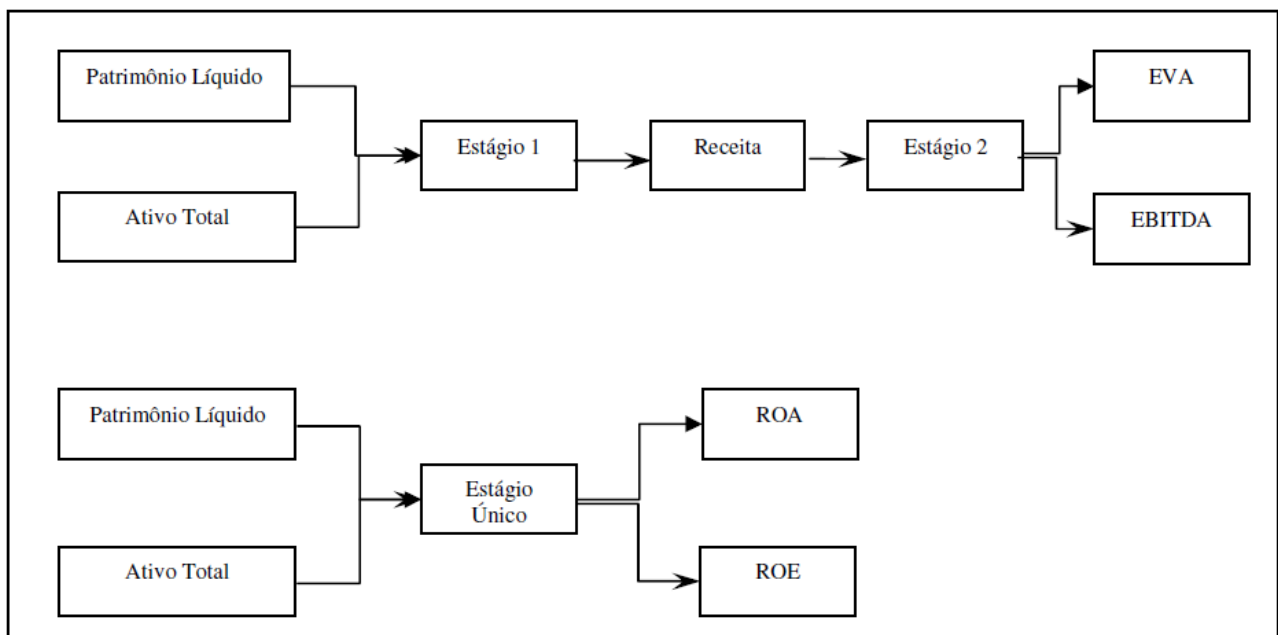 Patrimônio Líquido
EVA
Estágio 1
Receita
Estágio 2
Ativo Total
EBITDA
Patrimônio Líquido
ROA
Estágio
Único
Ativo Total
ROE